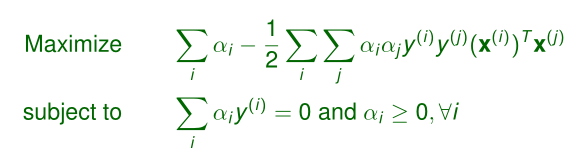 Maximize ∑_i α_i − 1/2 ∑_i ∑_j α_i α_j y^(i) y^(j) (x^(i))^T x^(j)
subject to ∑_i α_i y^(i) = 0 and α_i ≥ 0, ∀i